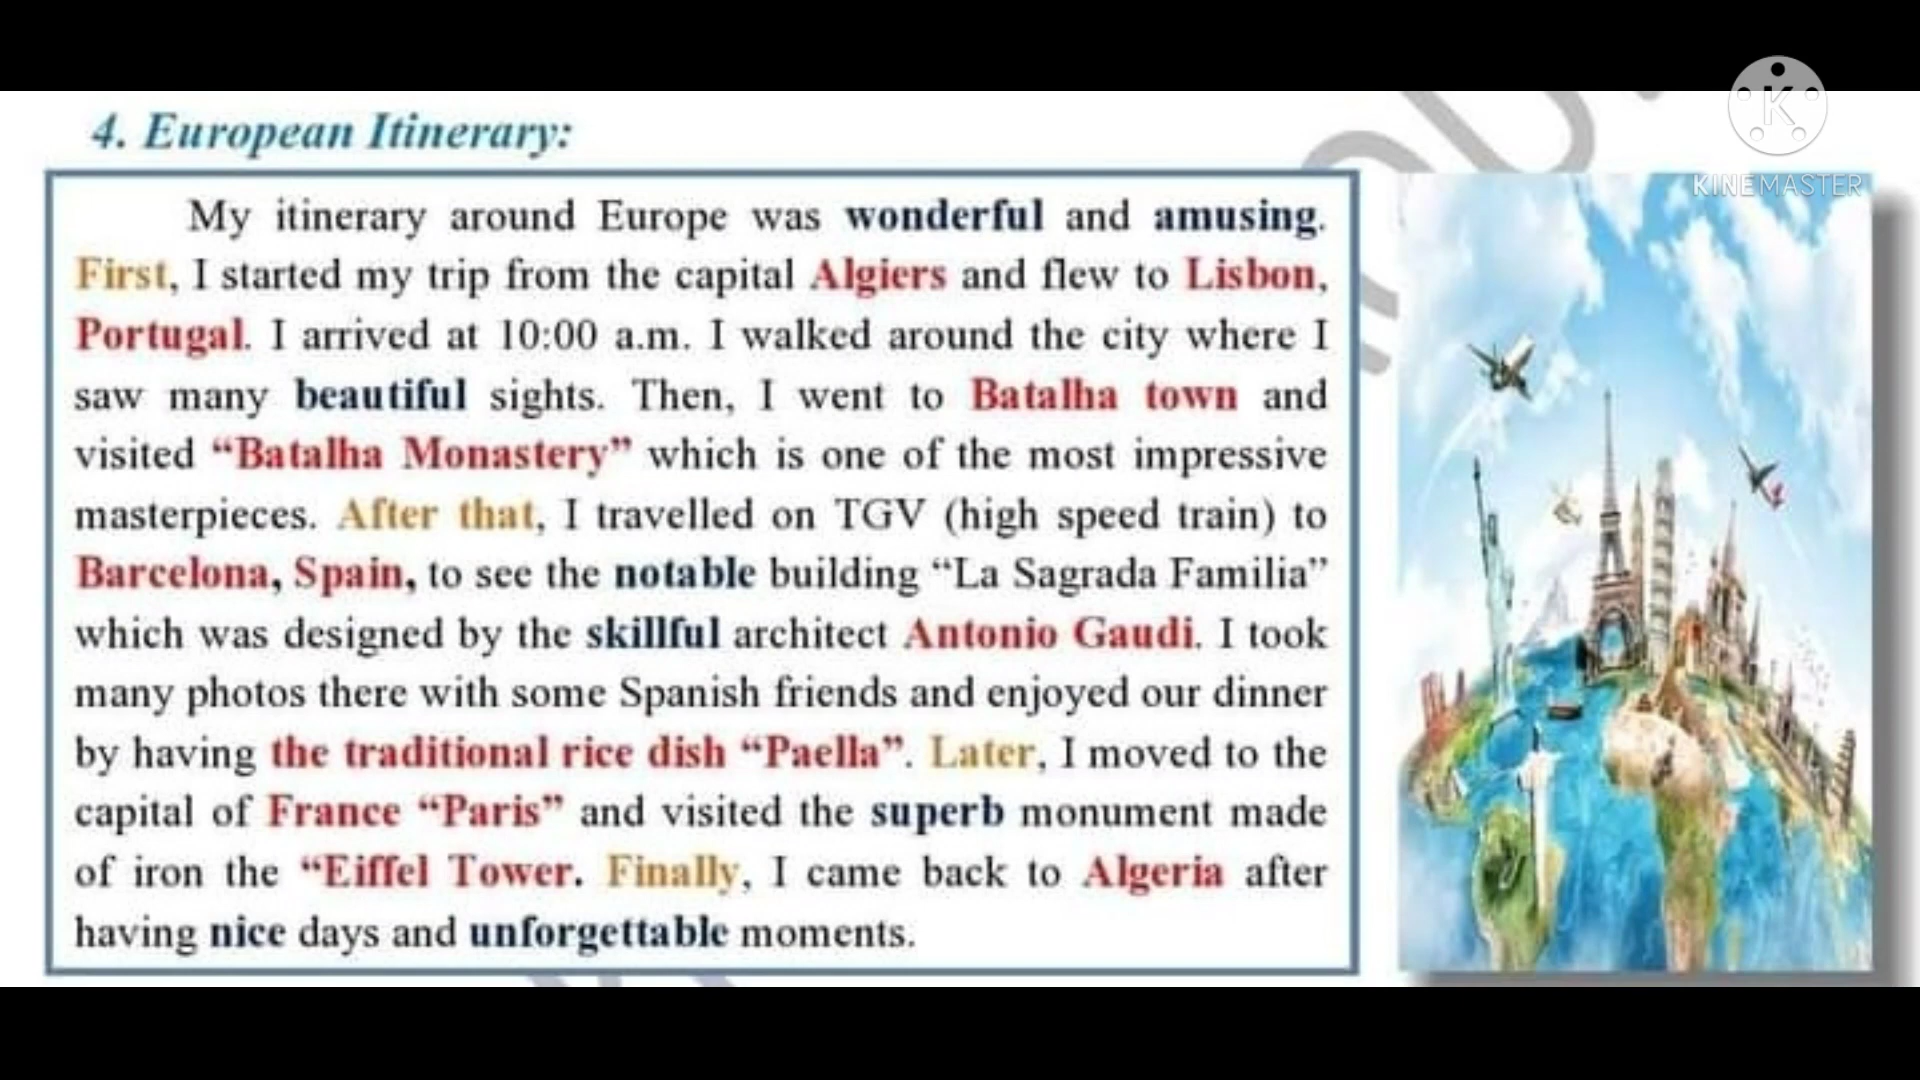 4. European Itinerary:
My itinerary around Europe was wonderful and amusing.
First, I started my trip from the capital Algiers and flew to Lisbon,
Portugal. I arrived at 10:00 a.m. I walked around the city where I
saw many beautiful sights. Then, I went to Batalha town and
visited “Batalha Monastery” which is one of the most impressive
masterpieces. After that, I travelled on TGV (high speed train) to
Barcelona, Spain, to see the notable building “La Sagrada Familia”
which was designed by the skillful architect Antonio Gaudi. I took
many photos there with some Spanish friends and enjoyed our dinner
by having the traditional rice dish “Paella”. Later, I moved to the
capital of France “Paris” and visited the superb monument made
of iron the “Eiffel Tower. Finally, I came back to Algeria after
having nice days and unforgettable moments.
K
KINEMASTER